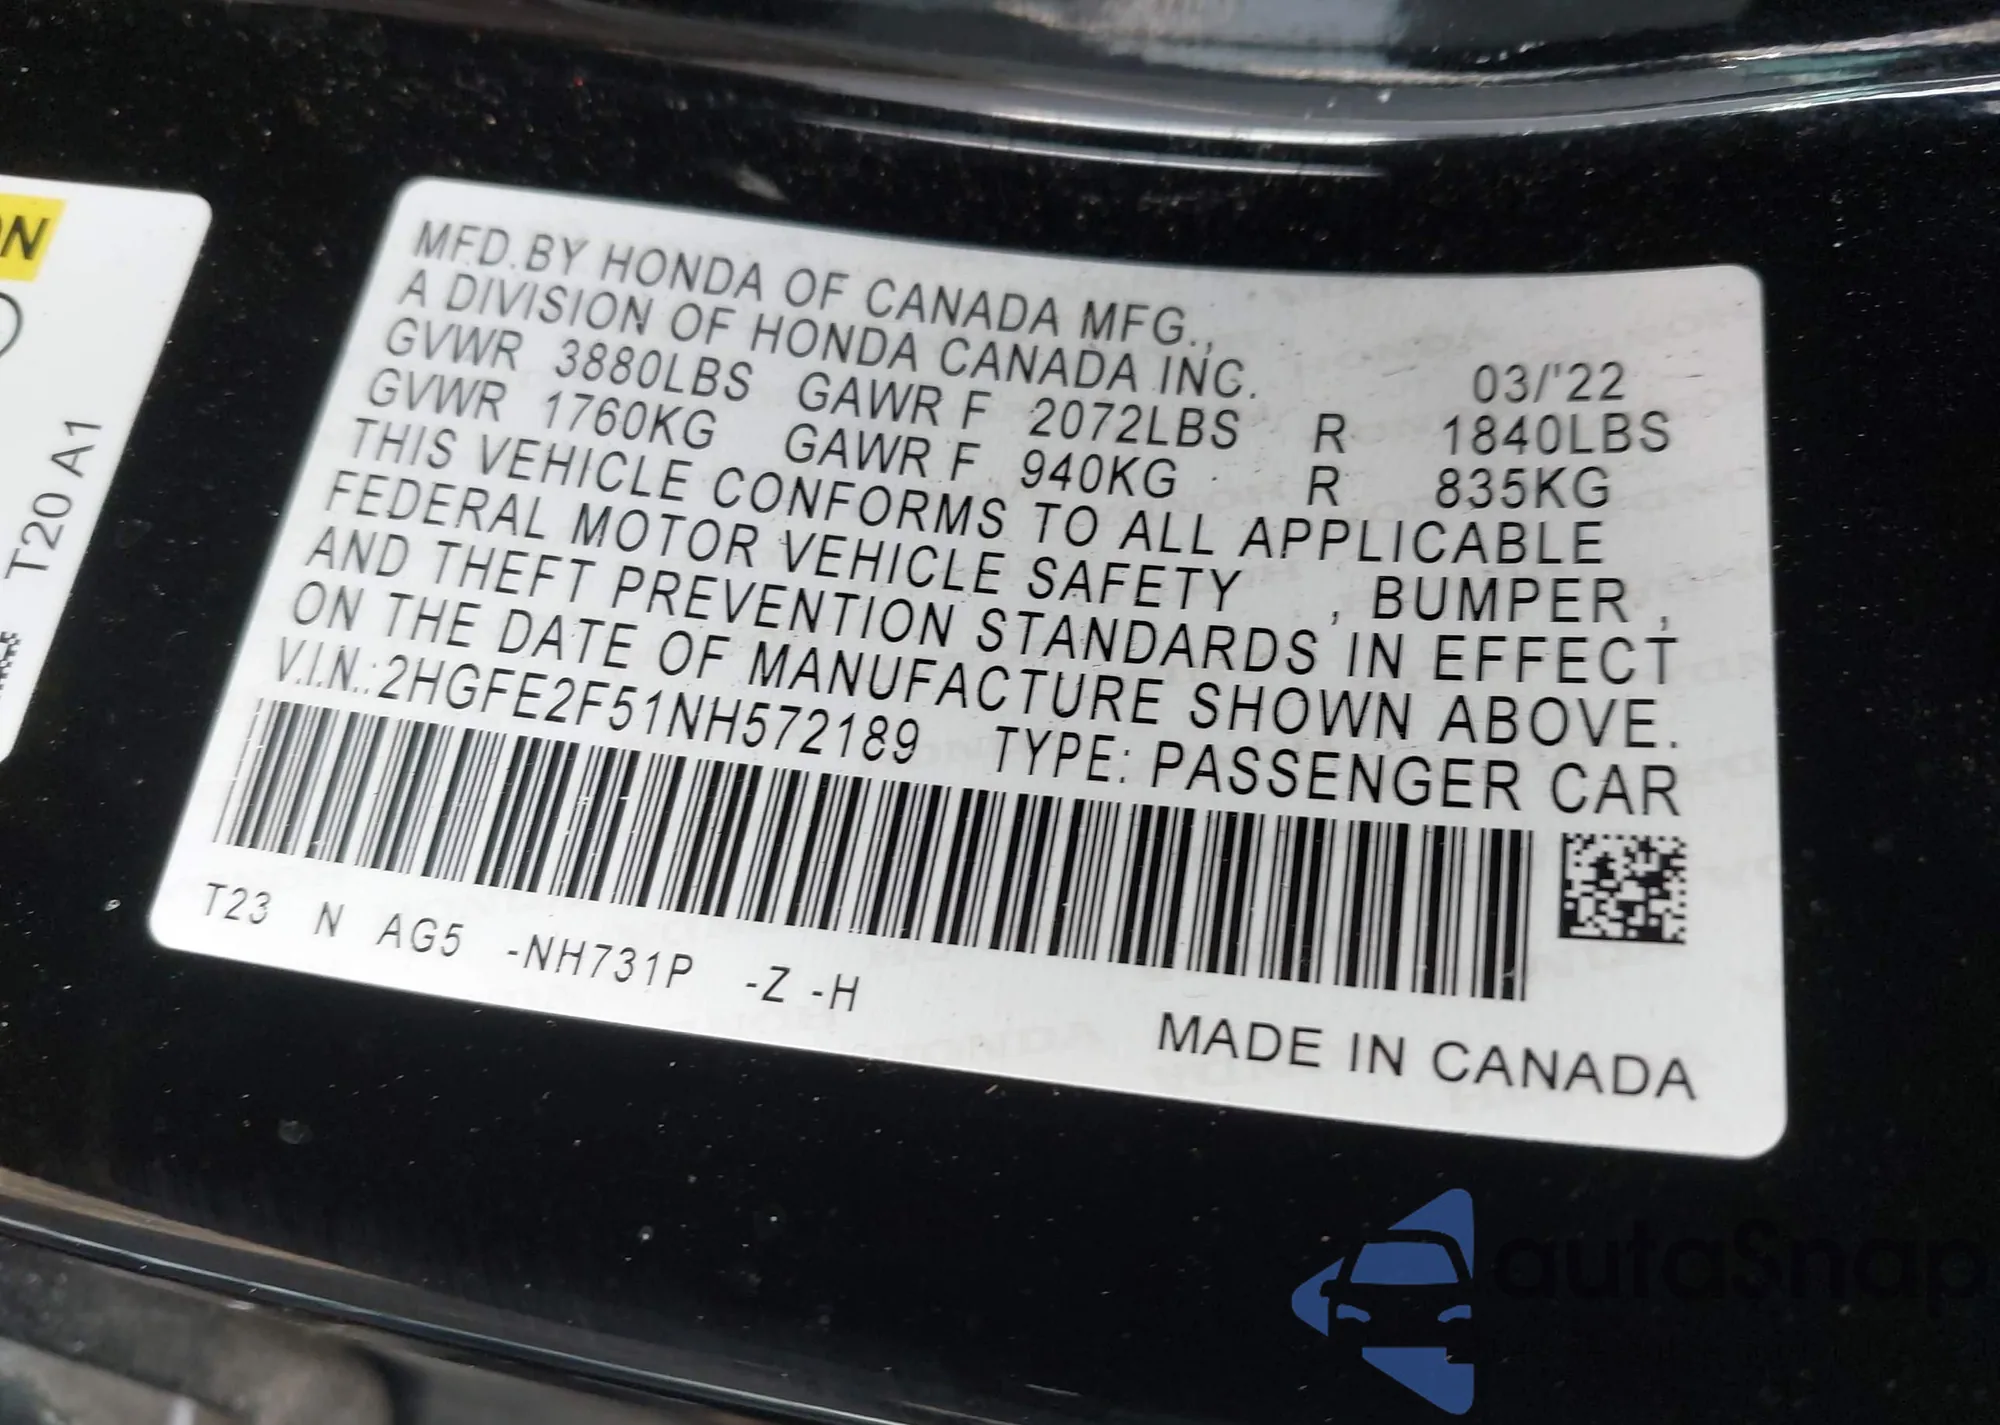 ON
T20 A1
MFD.BY HONDA OF CANADA MFG.,
A DIVISION OF HONDA CANADA INC. 03/'22
GVWR 3880LBS GAWR F 2072LBS R 1840LBS
GVWR 1760KG GAWR F 940KG R 835KG
THIS VEHICLE CONFORMS TO ALL APPLICABLE
FEDERAL MOTOR VEHICLE SAFETY , BUMPER ,
AND THEFT PREVENTION STANDARDS IN EFFECT
ON THE DATE OF MANUFACTURE SHOWN ABOVE.
V.I.N.:2HGFE2F51NH572189 TYPE: PASSENGER CAR
T23 N AG5 -NH731P -Z -H
MADE IN CANADA
autoSnap